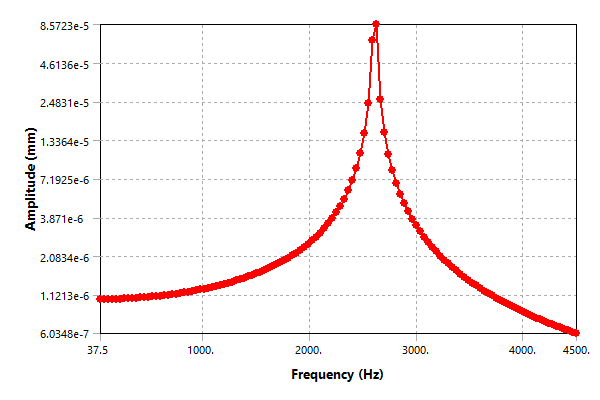 8.5723e-5
4.6136e-5
2.4831e-5
1.3364e-5
7.1925e-6
3.871e-6
2.0834e-6
1.1213e-6
6.0348e-7
Amplitude (mm)
37.5 1000. 2000. 3000. 4000. 4500.
Frequency (Hz)